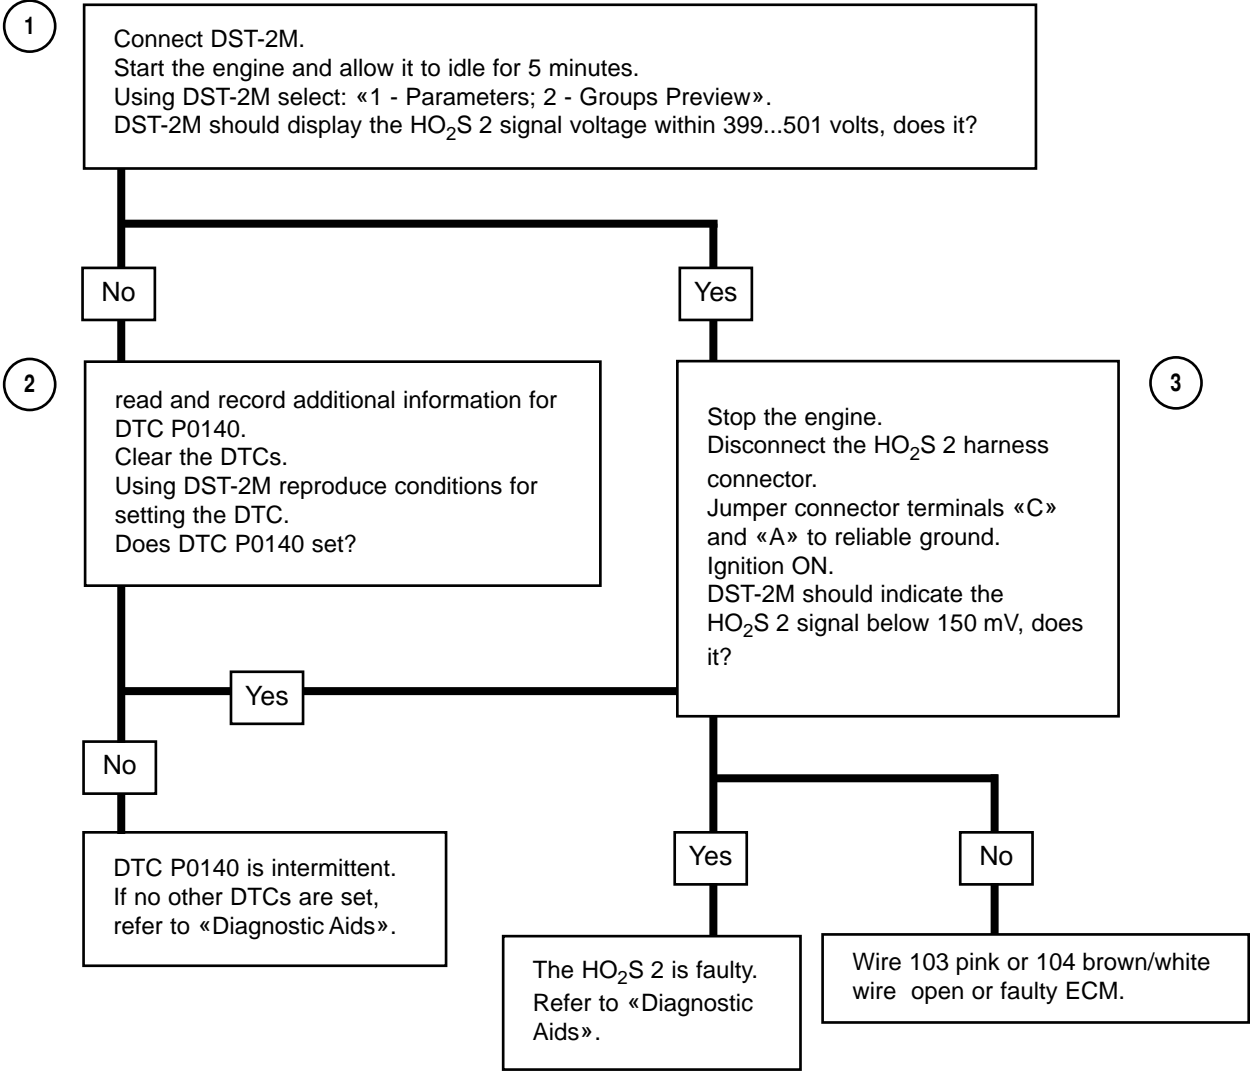 1
Connect DST-2M.
Start the engine and allow it to idle for 5 minutes.
Using DST-2M select: «1 - Parameters; 2 - Groups Preview».
DST-2M should display the HO₂S 2 signal voltage within 399...501 volts, does it?
No
Yes
2
read and record additional information for
DTC P0140.
Clear the DTCs.
Using DST-2M reproduce conditions for
setting the DTC.
Does DTC P0140 set?
3
Stop the engine.
Disconnect the HO₂S 2 harness
connector.
Jumper connector terminals «C»
and «A» to reliable ground.
Ignition ON.
DST-2M should indicate the
HO₂S 2 signal below 150 mV, does
it?
Yes
No
DTC P0140 is intermittent.
If no other DTCs are set,
refer to «Diagnostic Aids».
Yes
No
The HO₂S 2 is faulty.
Refer to «Diagnostic
Aids».
Wire 103 pink or 104 brown/white
wire  open or faulty ECM.